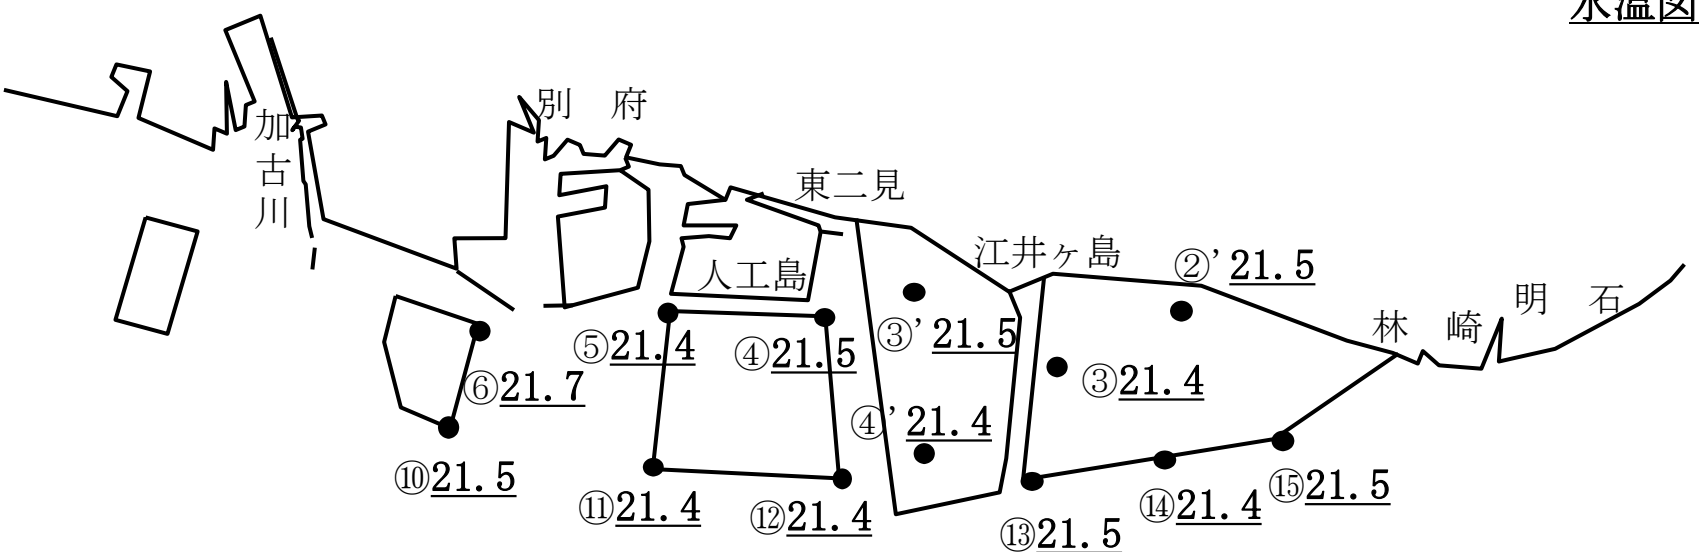 水温図
別 府
加古川
東二見
江井ヶ島
②' 21.5
明 石
人工島
林 崎
③' 21.5
⑤21.4
④21.5
③21.4
⑥21.7
④' 21.4
⑩21.5
⑮21.5
⑪21.4
⑫21.4
⑭21.4
⑬21.5